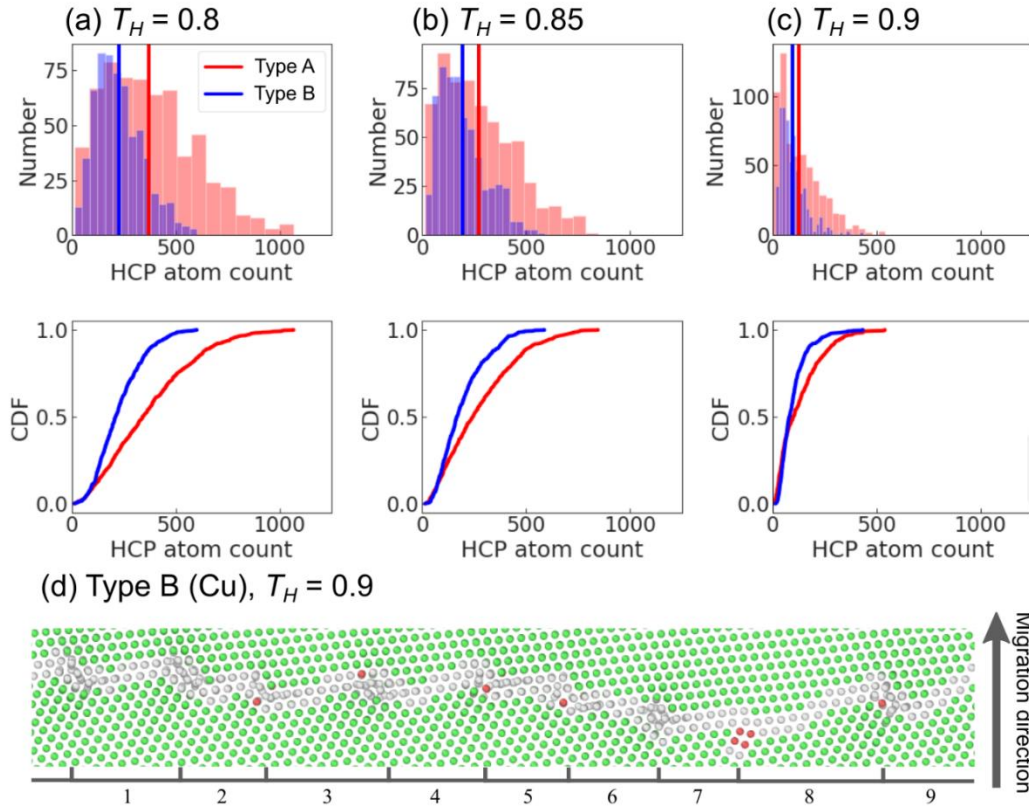 (a) T_H = 0.8
75
50
25
0
Number
0 500 1000
HCP atom count
Type A
Type B
(b) T_H = 0.85
75
50
25
0
Number
0 500 1000
HCP atom count
(c) T_H = 0.9
100
50
0
Number
0 500 1000
HCP atom count
1.0
0.5
0.0
CDF
0 500 1000
HCP atom count
1.0
0.5
0.0
CDF
0 500 1000
HCP atom count
1.0
0.5
0.0
CDF
0 500 1000
HCP atom count
(d) Type B (Cu), T_H = 0.9
Migration direction
1 2 3 4 5 6 7 8 9